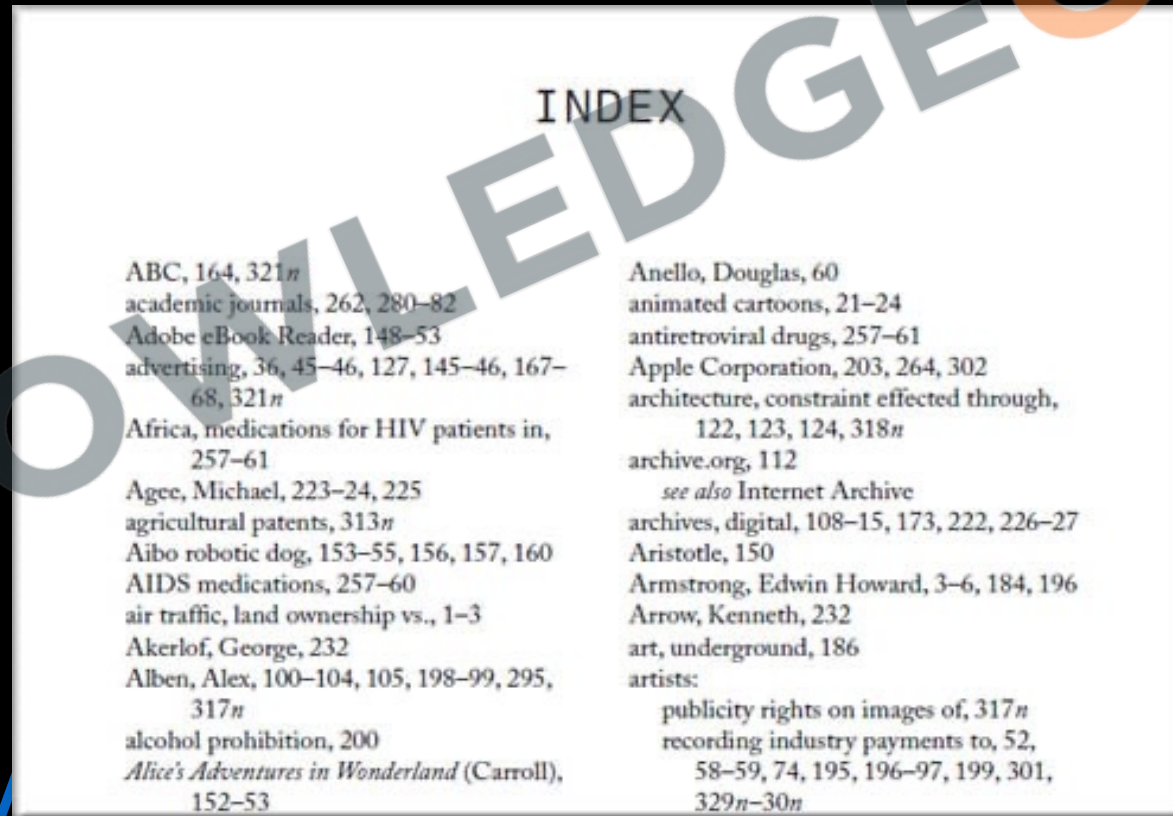 INDEX
ABC, 164, 321n
academic journals, 262, 280–82
Adobe eBook Reader, 148–53
advertising, 36, 45–46, 127, 145–46, 167–
68, 321n
Africa, medications for HIV patients in,
257–61
Agee, Michael, 223–24, 225
agricultural patents, 313n
Aibo robotic dog, 153–55, 156, 157, 160
AIDS medications, 257–60
air traffic, land ownership vs., 1–3
Akerlof, George, 232
Alben, Alex, 100–104, 105, 198–99, 295,
317n
alcohol prohibition, 200
Alice's Adventures in Wonderland (Carroll),
152–53
Anello, Douglas, 60
animated cartoons, 21–24
antiretroviral drugs, 257–61
Apple Corporation, 203, 264, 302
architecture, constraint effected through,
122, 123, 124, 318n
archive.org, 112
see also Internet Archive
archives, digital, 108–15, 173, 222, 226–27
Aristotle, 150
Armstrong, Edwin Howard, 3–6, 184, 196
Arrow, Kenneth, 232
art, underground, 186
artists:
publicity rights on images of, 317n
recording industry payments to, 52,
58–59, 74, 195, 196–97, 199, 301,
329n–30n
OWLEDGE